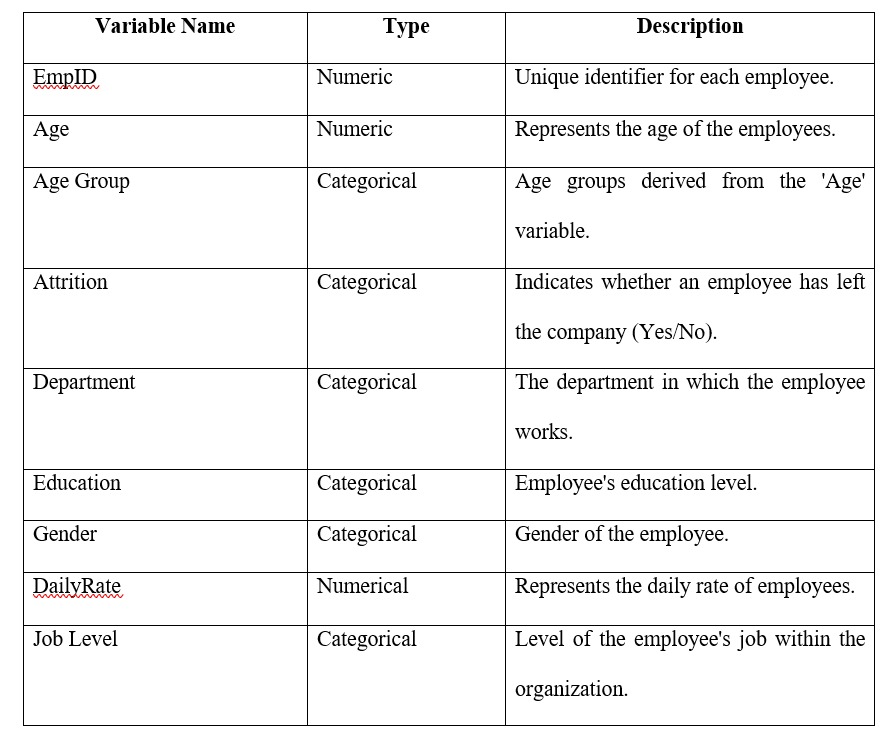 Variable Name Type Description
EmpID Numeric Unique identifier for each employee.
Age Numeric Represents the age of the employees.
Age Group Categorical Age groups derived from the 'Age'
variable.
Attrition Categorical Indicates whether an employee has left
the company (Yes/No).
Department Categorical The department in which the employee
works.
Education Categorical Employee's education level.
Gender Categorical Gender of the employee.
DailyRate Numerical Represents the daily rate of employees.
Job Level Categorical Level of the employee's job within the
organization.